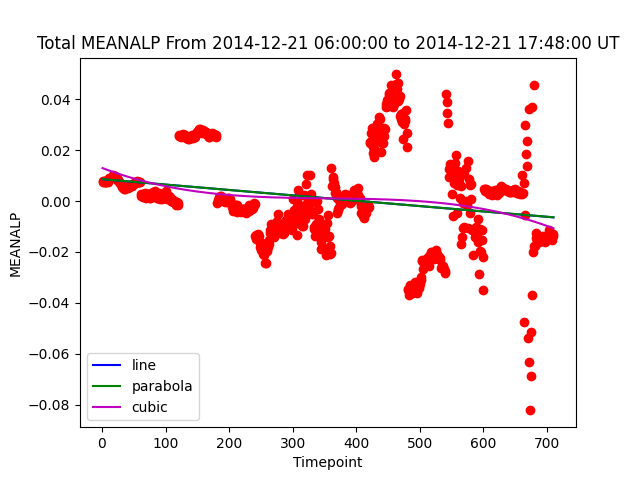 Total MEANALP From 2014-12-21 06:00:00 to 2014-12-21 17:48:00 UT
MEANALP
0.04
0.02
0.00
−0.02
−0.04
−0.06
−0.08
line
parabola
cubic
0 100 200 300 400 500 600 700
Timepoint